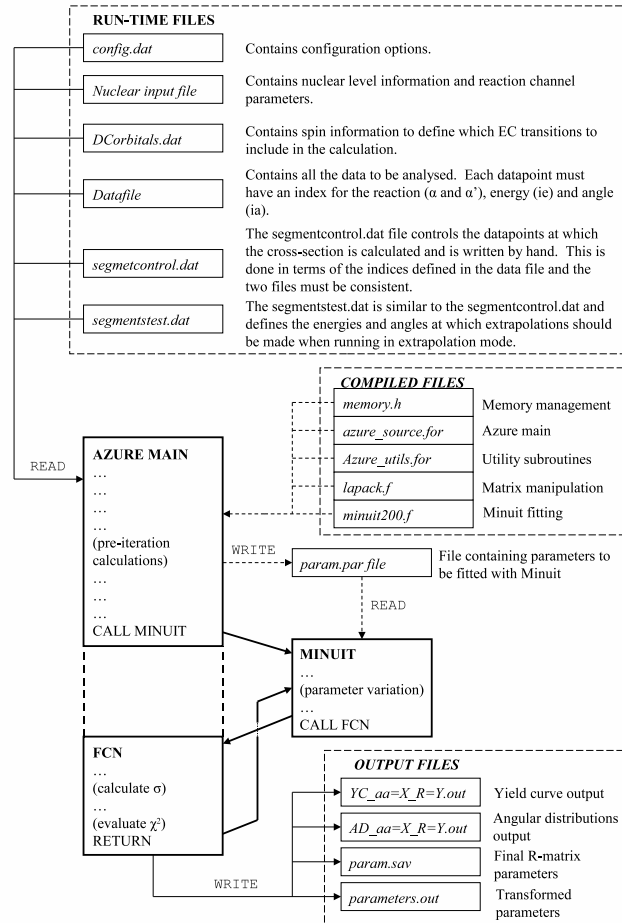 RUN-TIME FILES
config.dat
Contains configuration options.
Nuclear input file
Contains nuclear level information and reaction channel
parameters.
DCorbitals.dat
Contains spin information to define which EC transitions to
include in the calculation.
Datafile
Contains all the data to be analysed. Each datapoint must
have an index for the reaction (α and α’), energy (ie) and angle
(ia).
segmetcontrol.dat
The segmentcontrol.dat file controls the datapoints at which
the cross-section is calculated and is written by hand. This is
done in terms of the indices defined in the data file and the
two files must be consistent.
segmentstest.dat
The segmentstest.dat is similar to the segmentcontrol.dat and
defines the energies and angles at which extrapolations should
be made when running in extrapolation mode.
COMPILED FILES
memory.h
Memory management
azure_source.for
Azure main
Azure_utils.for
Utility subroutines
lapack.f
Matrix manipulation
minuit200.f
Minuit fitting
READ
AZURE MAIN
…
…
…
…
(pre-iteration
calculations)
…
…
…
CALL MINUIT
WRITE
param.par file
File containing parameters to
be fitted with Minuit
READ
MINUIT
…
(parameter variation)
…
CALL FCN
FCN
…
(calculate σ)
…
(evaluate χ²)
RETURN
WRITE
OUTPUT FILES
YC_aa=X_R=Y.out
Yield curve output
AD_aa=X_R=Y.out
Angular distributions
output
param.sav
Final R-matrix
parameters
parameters.out
Transformed
parameters